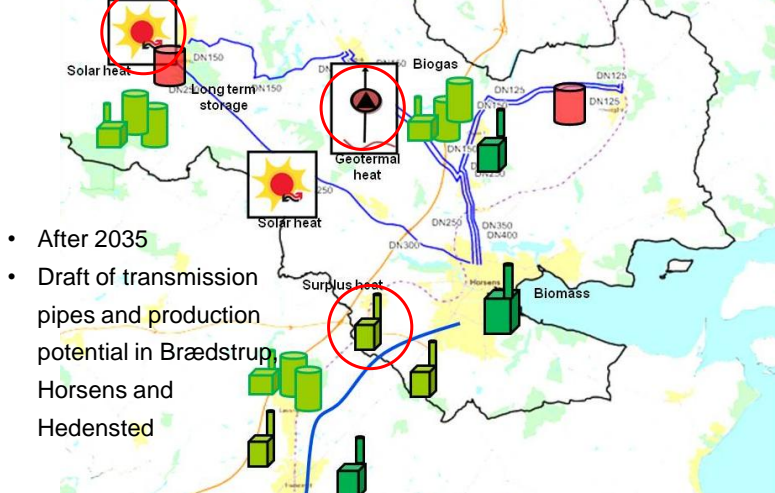 Solar heat
DN150
Long term
storage
DN150
Biogas
DN125
DN125
DN125
DN150
Geotermal
heat
Solar heat
DN250
DN350
DN400
DN300
Surplus heat
Horsens
Biomass
• After 2035
• Draft of transmission
pipes and production
potential in Brædstrup,
Horsens and
Hedensted